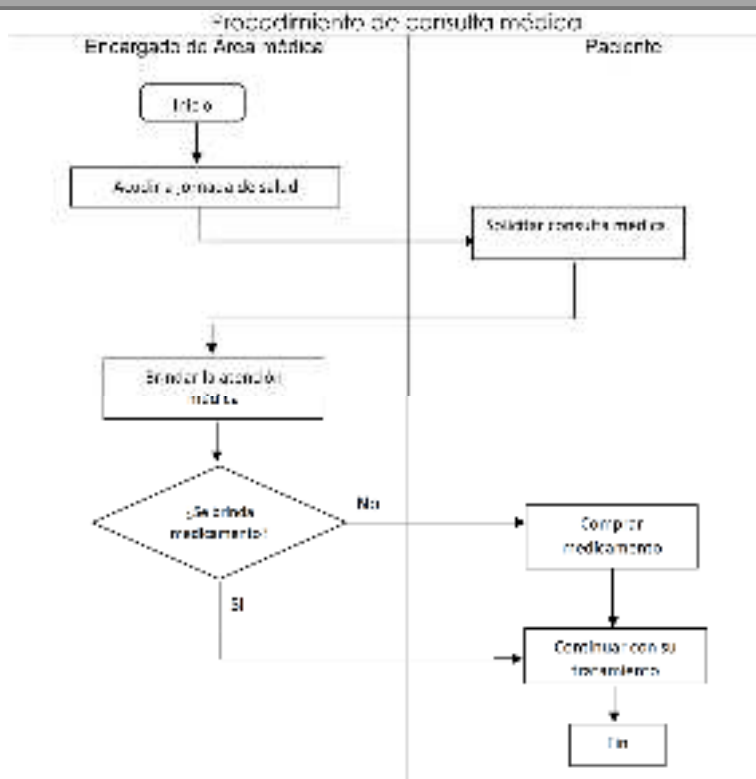 Procedimiento de consulta médica
Encargado de Área médica
Paciente
Inicio
Acudir a jornada de salud
Solicitar consulta médica
Brindar la atención
médica
¿Se brinda
medicamento?
No
Comprar
medicamento
Si
Continuar con su
tratamiento
Fin